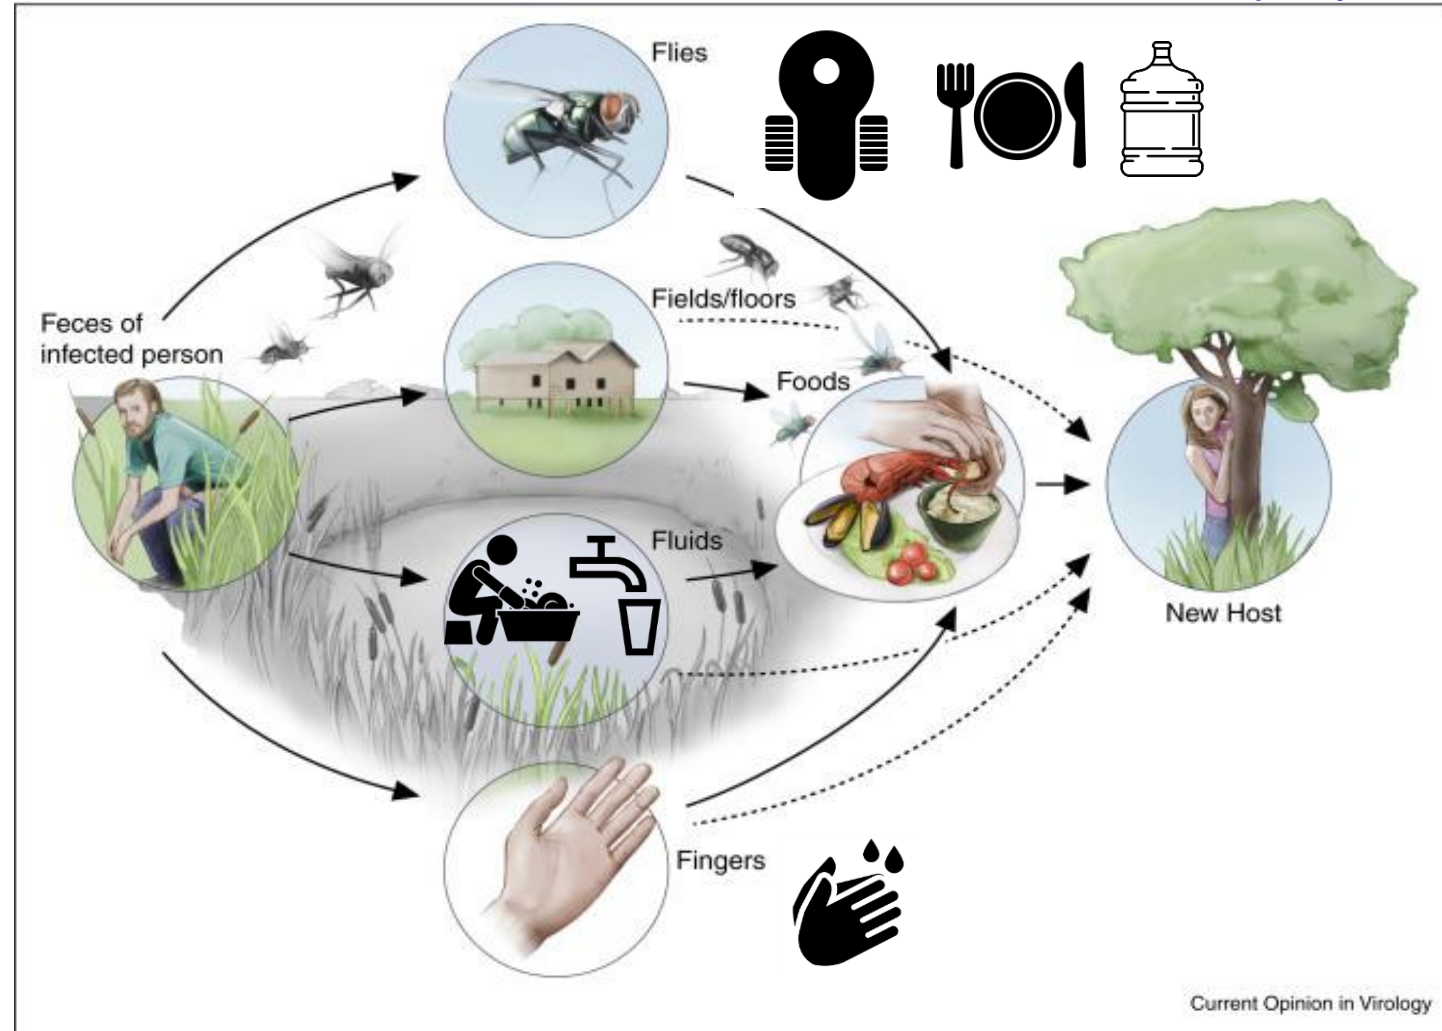 Flies
Fields/floors
Feces of
infected person
Foods
Fluids
New Host
Fingers
Current Opinion in Virology